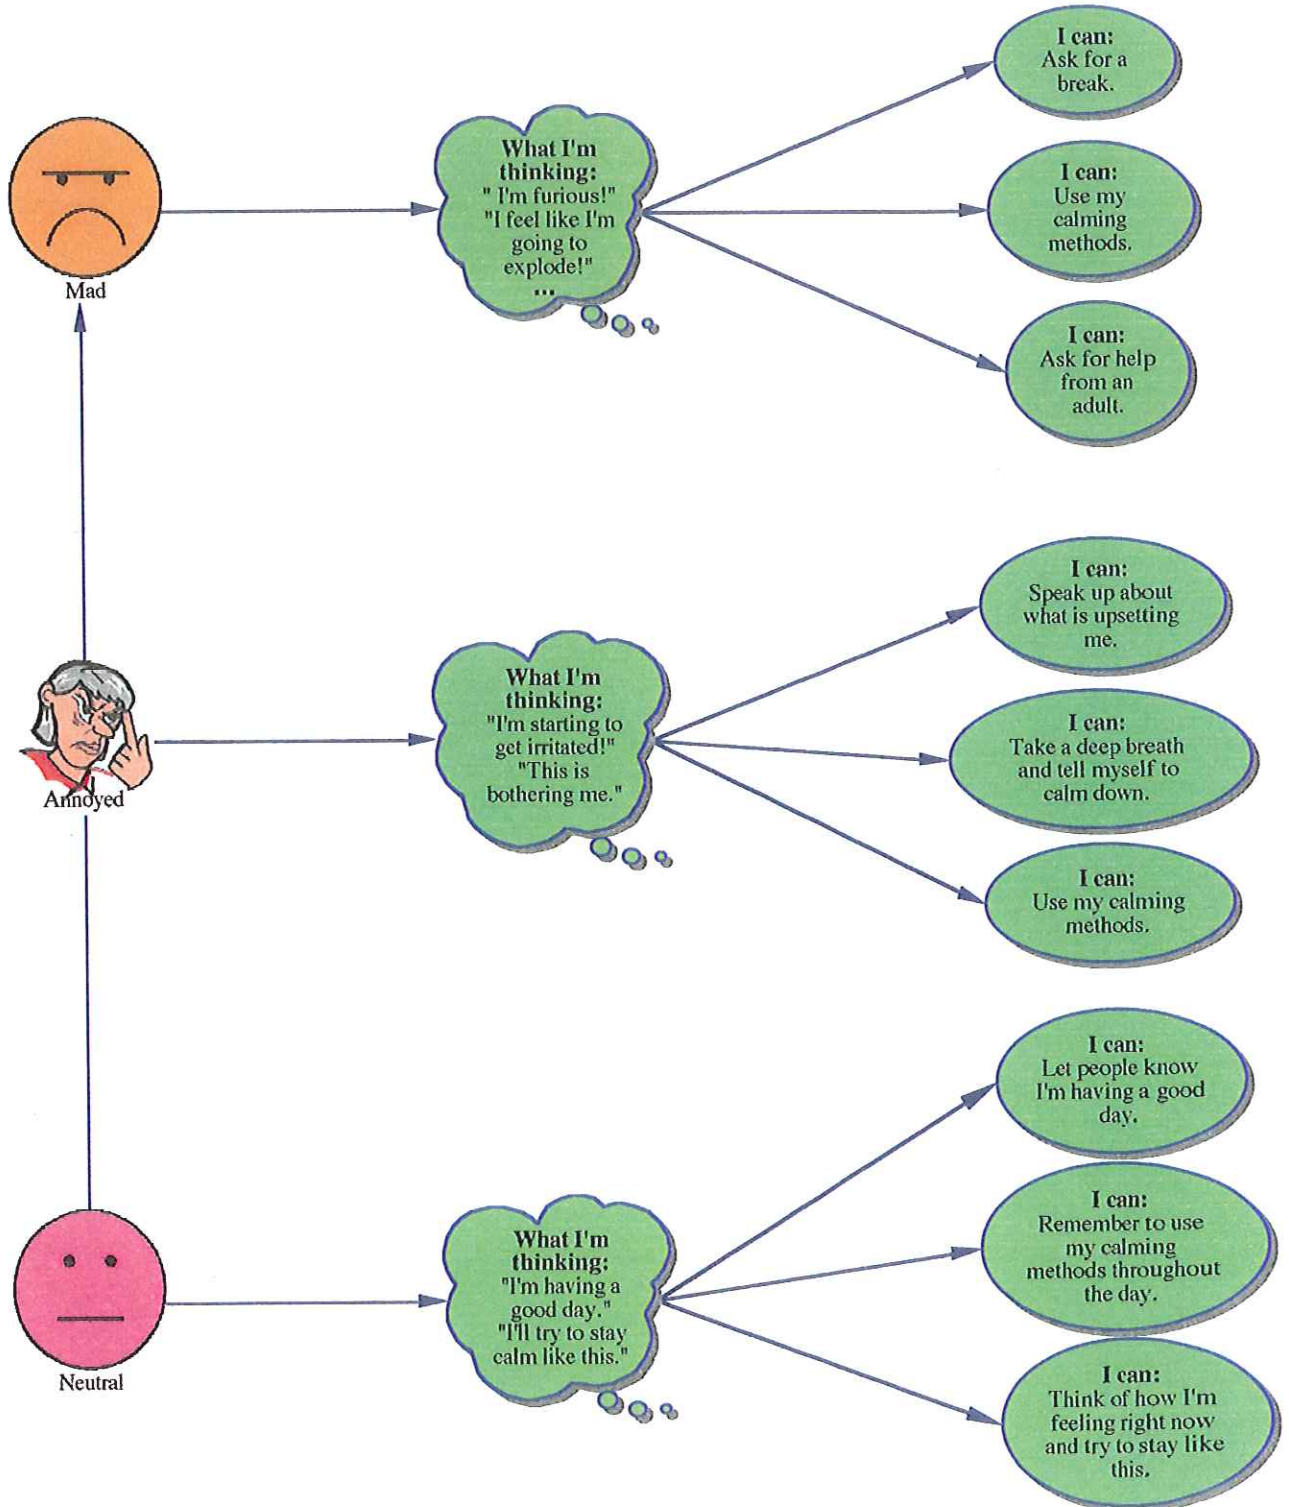 Mad
What I'm
thinking:
" I'm furious!"
"I feel like I'm
going to
explode!"
...
I can:
Ask for a
break.
I can:
Use my
calming
methods.
I can:
Ask for help
from an
adult.
Annoyed
What I'm
thinking:
"I'm starting to
get irritated!"
"This is
bothering me."
I can:
Speak up about
what is upsetting
me.
I can:
Take a deep breath
and tell myself to
calm down.
I can:
Use my calming
methods.
Neutral
What I'm
thinking:
"I'm having a
good day."
"I'll try to stay
calm like this."
I can:
Let people know
I'm having a good
day.
I can:
Remember to use
my calming
methods throughout
the day.
I can:
Think of how I'm
feeling right now
and try to stay like
this.